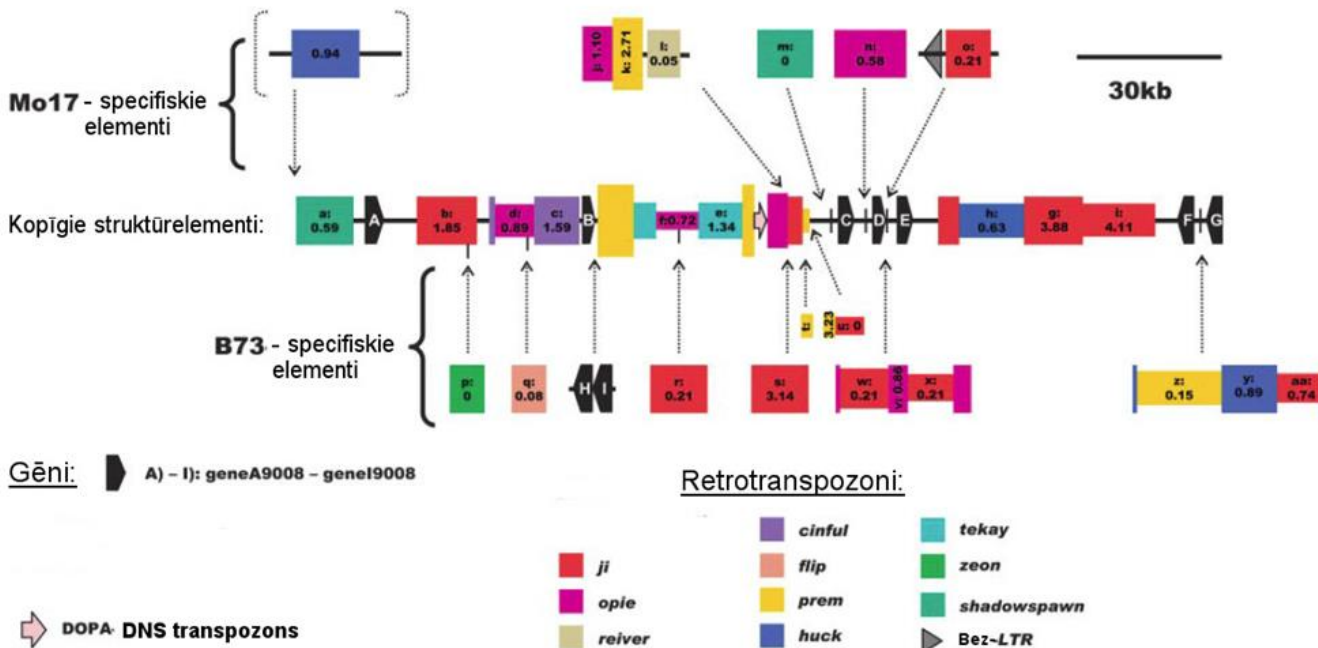 0.94
j: 1.10
k: 2.71
l:
0.05
m:
0
n:
0.58
o:
0.21
30kb
Mo17 - specifiskie
elementi
Kopīgie struktūrelementi:
a:
0.59
A
b:
1.85
d:
0.89
c:
1.59
B
f:0.72
e:
1.34
C
D
E
h:
0.63
g:
3.88
i:
4.11
F
G
B73 - specifiskie
elementi
t:
3.23
u: 0
p:
0
q:
0.08
H
I
r:
0.21
s:
3.14
w:
0.21
v: 0.86
x:
0.21
z:
0.15
y:
0.89
aa:
0.74
Gēni:
A) – I): geneA9008 – geneI9008
Retrotranspozoni:
ji
opie
reiver
cinful
flip
prem
huck
tekay
zeon
shadowspawn
Bez-LTR
DOPA- DNS transpozons